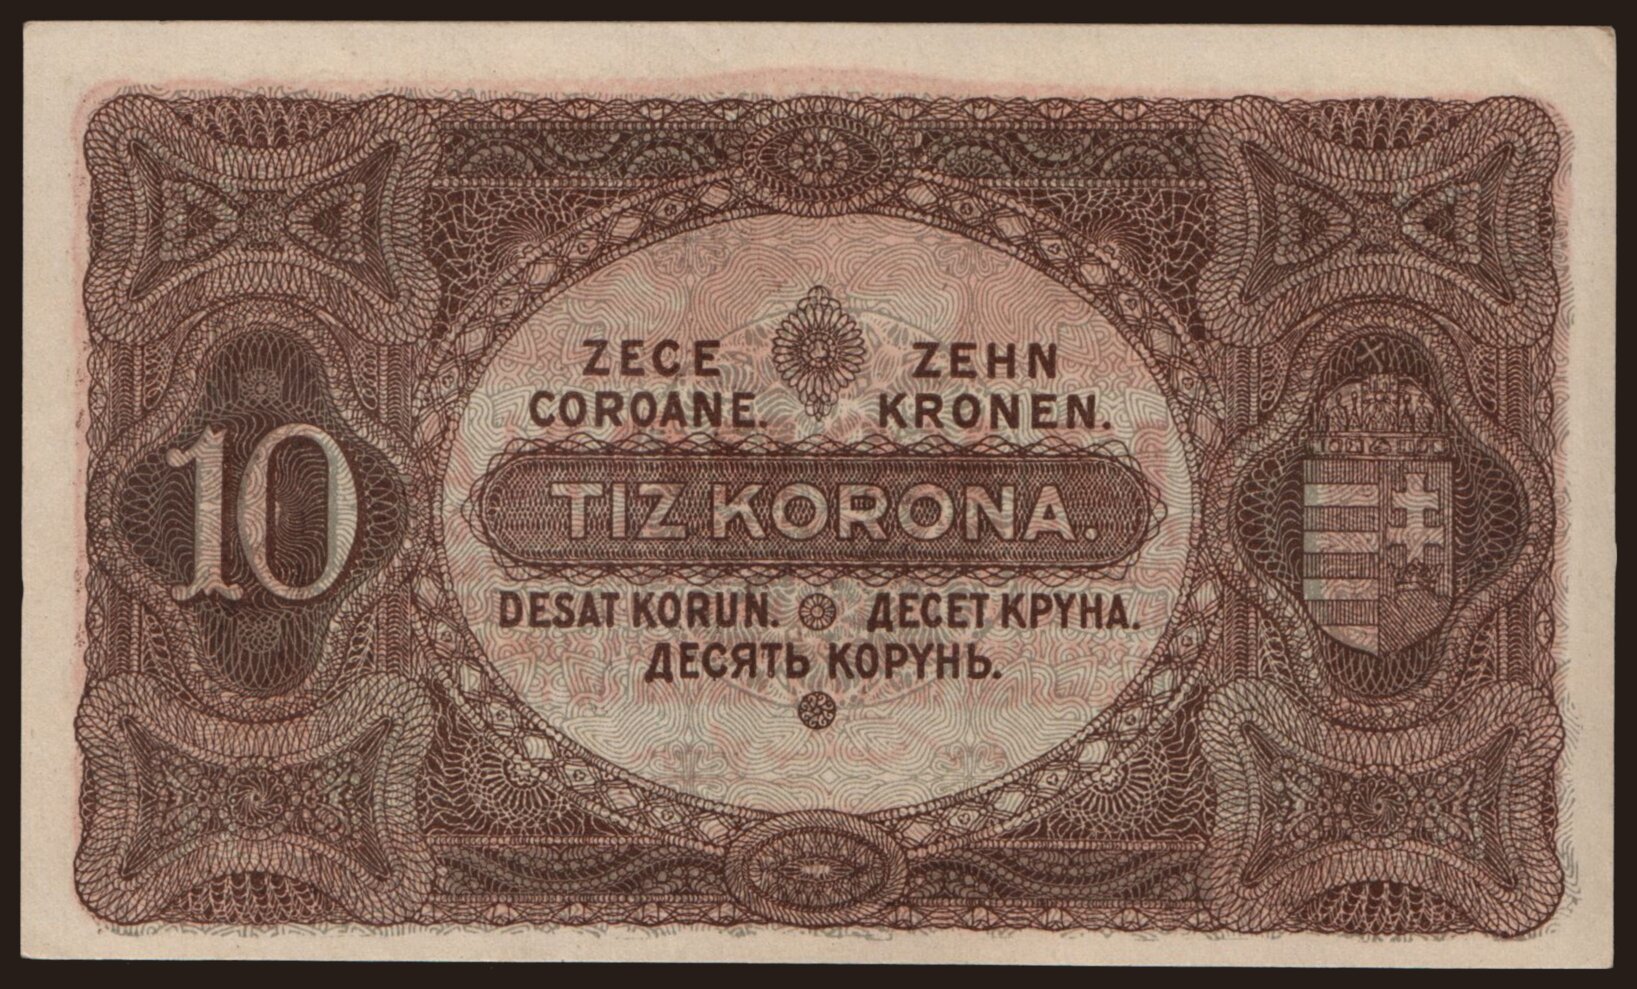 ZECE COROANE.
ZEHN KRONEN.
10
TIZ KORONA.
DESAT KORUN. ДЕСЕТ КРУНА.
ДЕСЯТЬ КОРУНЬ.